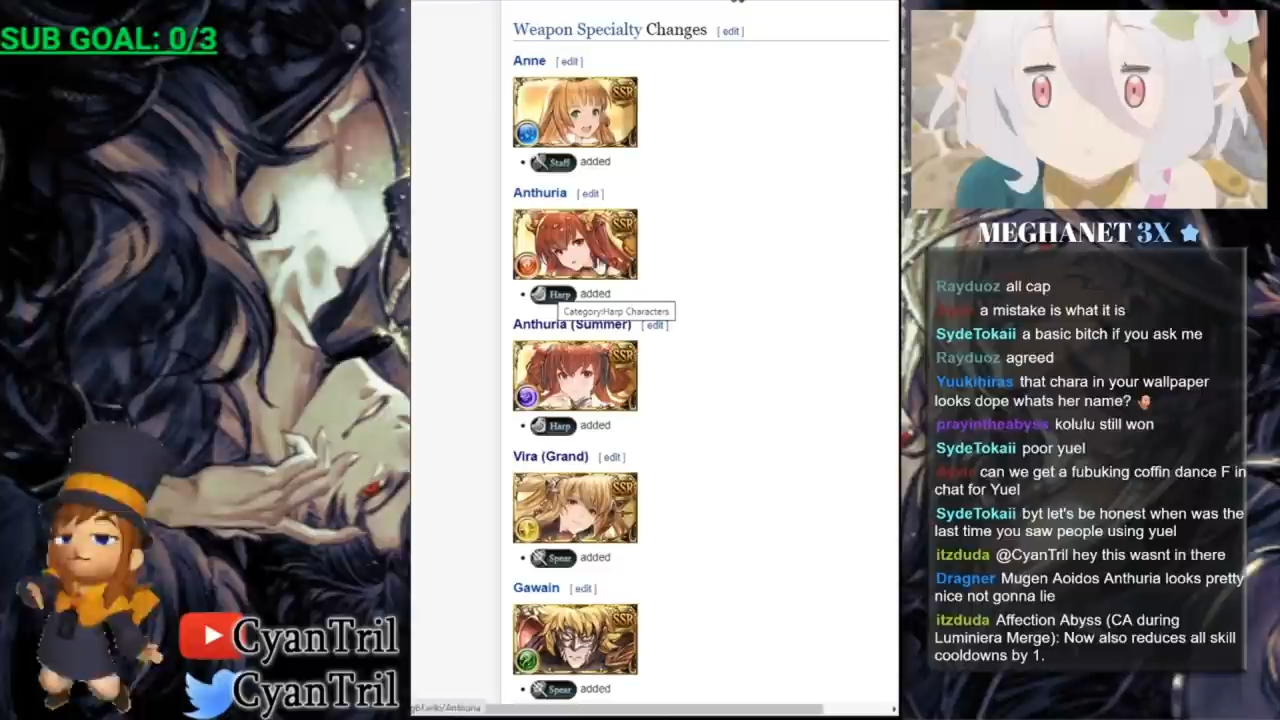 SUB GOAL: 0/3
Weapon Specialty Changes [ edit ]
Anne [ edit ]
SSR
• Staff added
Anthuria [ edit ]
SSR
• Harp added
Category:Harp Characters
Anthuria (Summer) [ edit ]
SSR
• Harp added
Vira (Grand) [ edit ]
SSR
• Spear added
Gawain [ edit ]
SSR
• Spear added
CyanTril
CyanTril
MEGHANET 3X
Rayduoz all cap
a mistake is what it is
SydeTokaii a basic bitch if you ask me
Rayduoz agreed
Yuukihiras that chara in your wallpaper
looks dope whats her name?
prayintheabyss kolulu still won
SydeTokaii poor yuel
can we get a fubuking coffin dance F in
chat for Yuel
SydeTokaii byt let's be honest when was the
last time you saw people using yuel
itzduda @CyanTril hey this wasnt in there
Dragner Mugen Aoidos Anthuria looks pretty
nice not gonna lie
itzduda Affection Abyss (CA during
Luminiera Merge): Now also reduces all skill
cooldowns by 1.